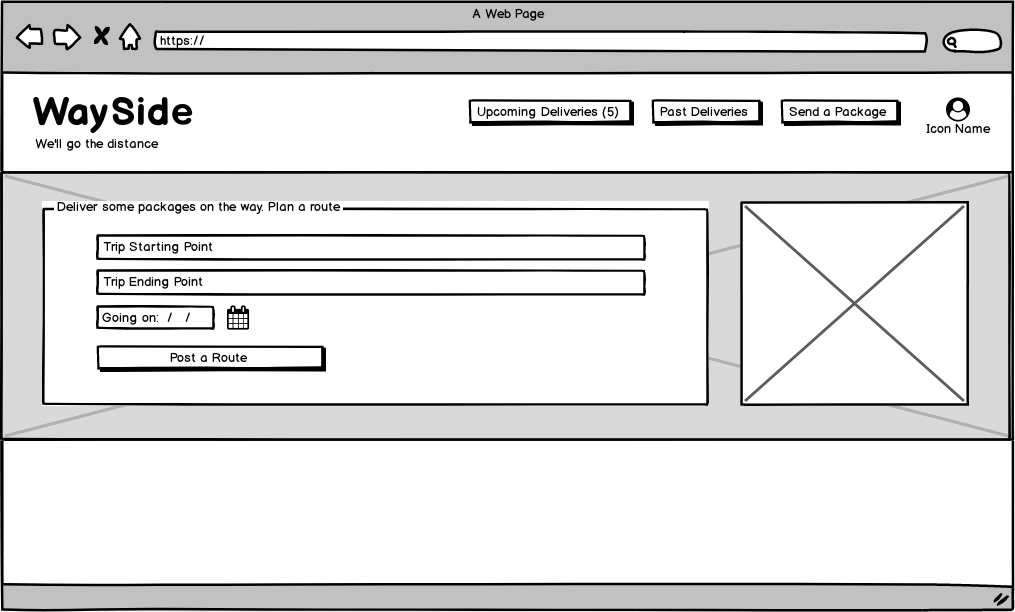 A Web Page
https://
WaySide
We'll go the distance
Upcoming Deliveries (5)
Past Deliveries
Send a Package
Icon Name
Deliver some packages on the way. Plan a route
Trip Starting Point
Trip Ending Point
Going on: / /
Post a Route